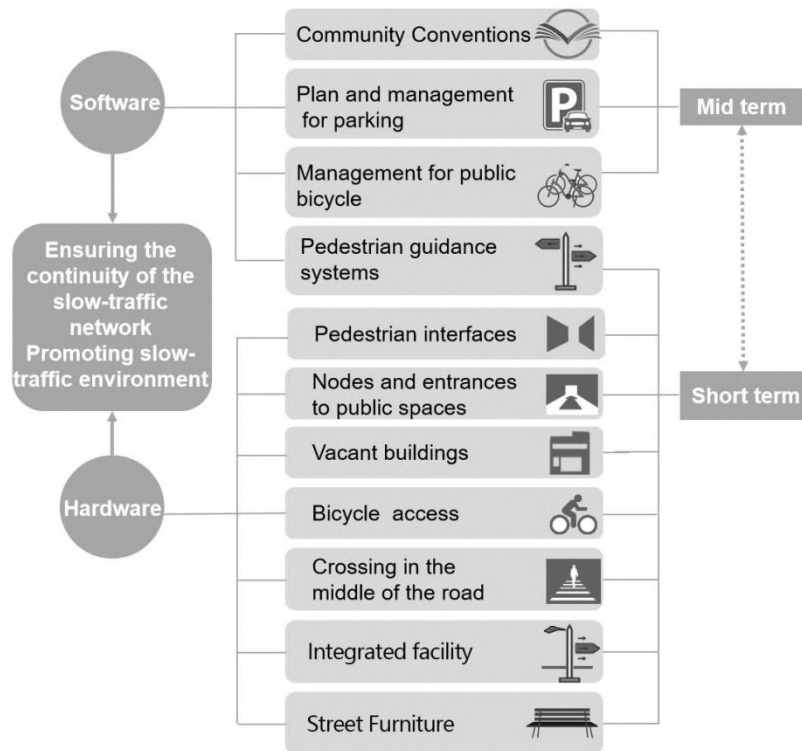 Software
Ensuring the
continuity of the
slow-traffic
network
Promoting slow-
traffic environment
Hardware
Community Conventions
Plan and management
for parking
P
Management for public
bicycle
Pedestrian guidance
systems
Pedestrian interfaces
Nodes and entrances
to public spaces
Vacant buildings
Bicycle access
Crossing in the
middle of the road
Integrated facility
Street Furniture
Mid term
Short term